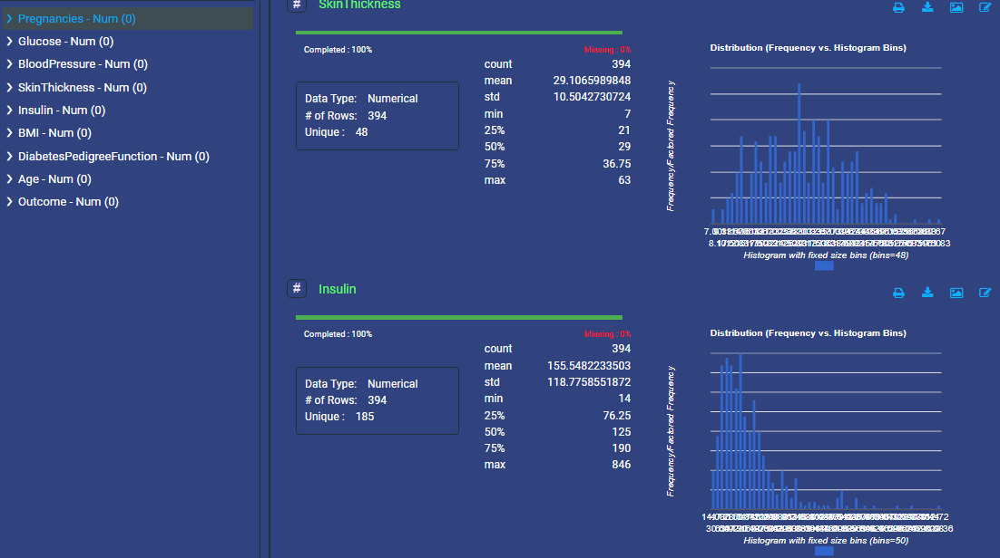 Pregnancies - Num (0)
Glucose - Num (0)
BloodPressure - Num (0)
SkinThickness - Num (0)
Insulin - Num (0)
BMI - Num (0)
DiabetesPedigreeFunction - Num (0)
Age - Num (0)
Outcome - Num (0)
# SkinThickness
Completed : 100%
Missing : 0%
Data Type: Numerical
# of Rows: 394
Unique : 48
count 394
mean 29.1065989848
std 10.5042730724
min 7
25% 21
50% 29
75% 36.75
max 63
Distribution (Frequency vs. Histogram Bins)
Frequency/Factored Frequency
Histogram with fixed size bins (bins=48)
# Insulin
Completed : 100%
Missing : 0%
Data Type: Numerical
# of Rows: 394
Unique : 185
count 394
mean 155.5482233503
std 118.7758551872
min 14
25% 76.25
50% 125
75% 190
max 846
Distribution (Frequency vs. Histogram Bins)
Frequency/Factored Frequency
Histogram with fixed size bins (bins=50)